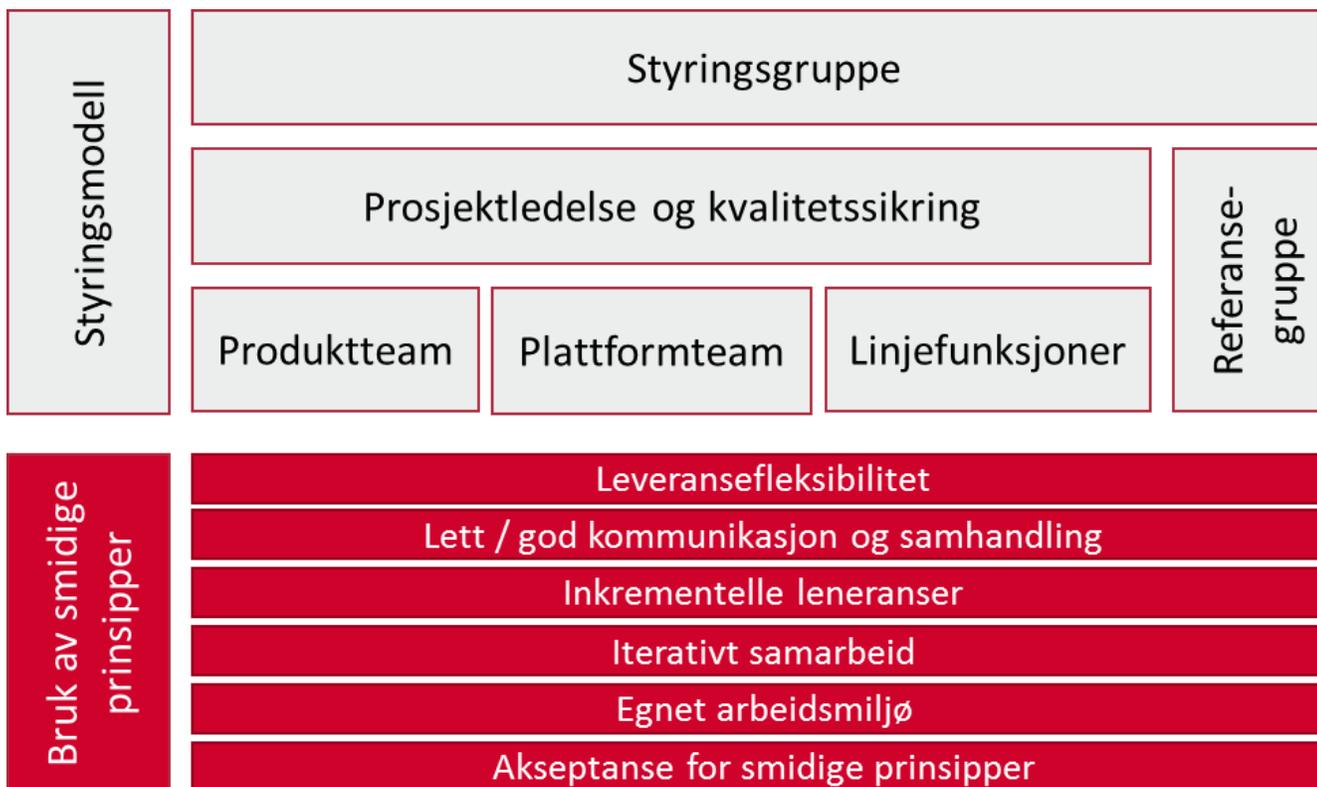 Styringsmodell
Styringsgruppe
Prosjektledelse og kvalitetssikring
Produktteam
Plattformteam
Linjefunksjoner
Referanse-
gruppe
Bruk av smidige
prinsipper
Leveransefleksibilitet
Lett / god kommunikasjon og samhandling
Inkrementelle leneranser
Iterativt samarbeid
Egnet arbeidsmiljø
Akseptanse for smidige prinsipper